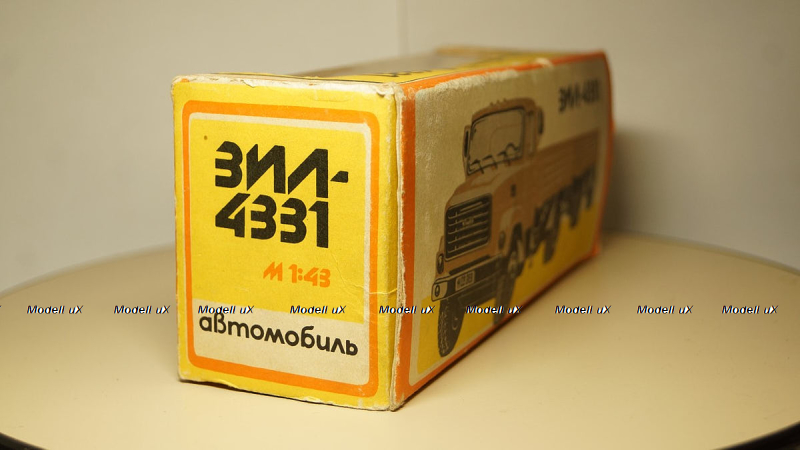 ЗИЛ-
4331
М 1:43
автомобиль
ЗИЛ-4331
Modell uX Modell uX Modell uX Modell uX Modell uX Modell uX Modell uX Modell uX Modell uX